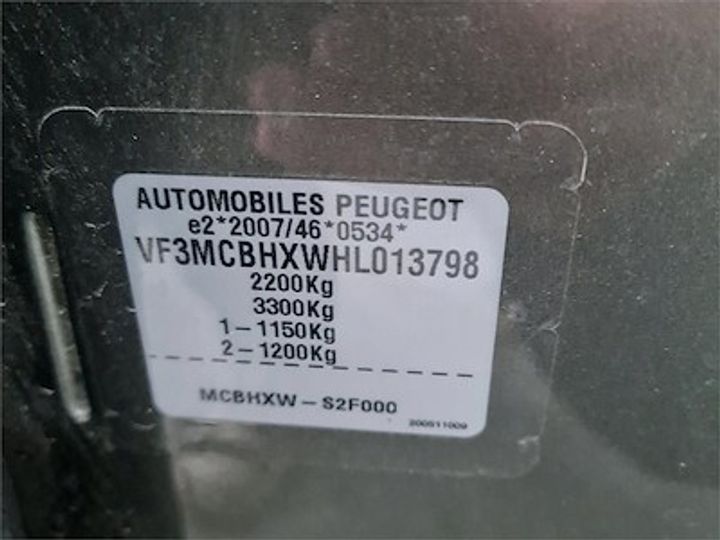 AUTOMOBILES PEUGEOT
e2*2007/46*0534*
VF3MCBHXWHL013798
2200Kg
3300Kg
1-1150Kg
2-1200Kg
MCBHXW-S2F000